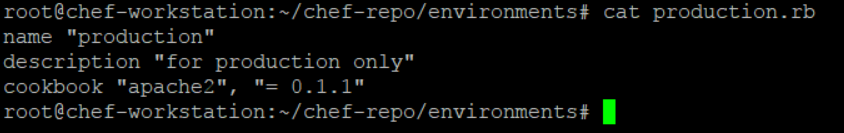 root@chef-workstation:~/chef-repo/environments# cat production.rb
name "production"
description "for production only"
cookbook "apache2", "= 0.1.1"
root@chef-workstation:~/chef-repo/environments#